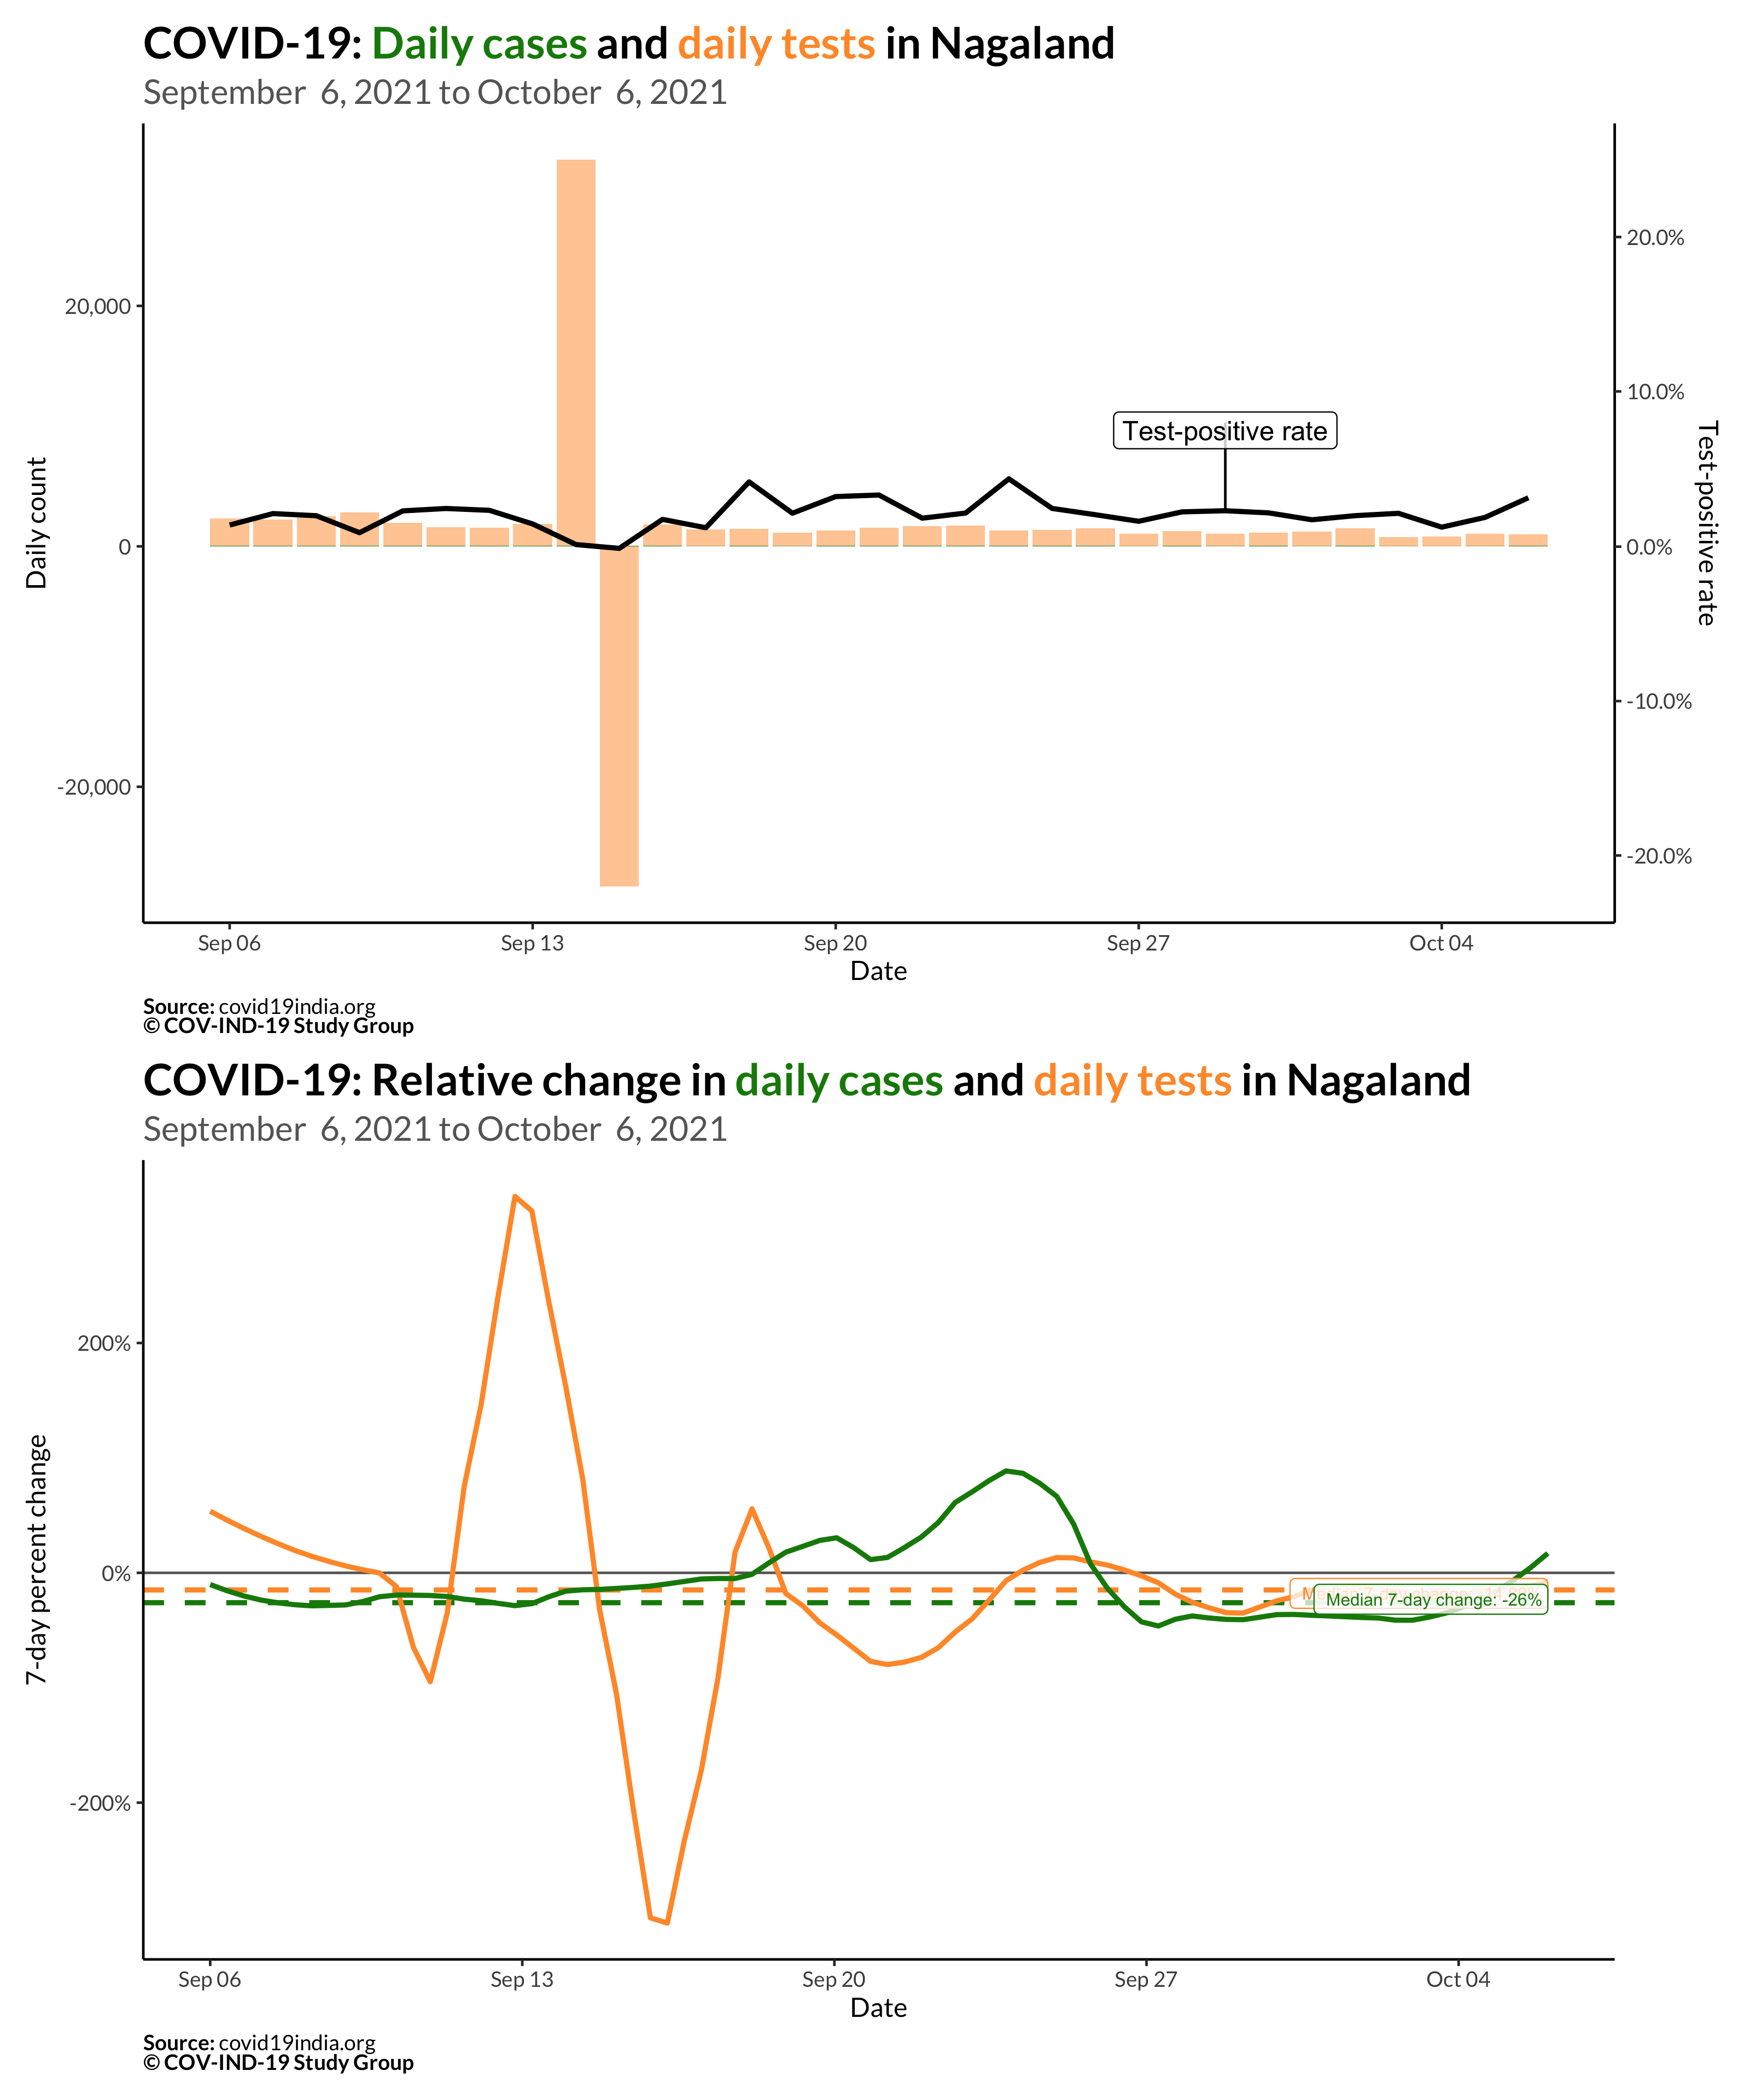 COVID-19: Daily cases and daily tests in Nagaland
September 6, 2021 to October 6, 2021
20,000
0
-20,000
Daily count
20.0%
10.0%
0.0%
-10.0%
-20.0%
Test-positive rate
Test-positive rate
Sep 06
Sep 13
Sep 20
Sep 27
Oct 04
Date
Source: covid19india.org
© COV-IND-19 Study Group
COVID-19: Relative change in daily cases and daily tests in Nagaland
September 6, 2021 to October 6, 2021
200%
0%
-200%
7-day percent change
Median 7-day change: -26%
Sep 06
Sep 13
Sep 20
Sep 27
Oct 04
Date
Source: covid19india.org
© COV-IND-19 Study Group